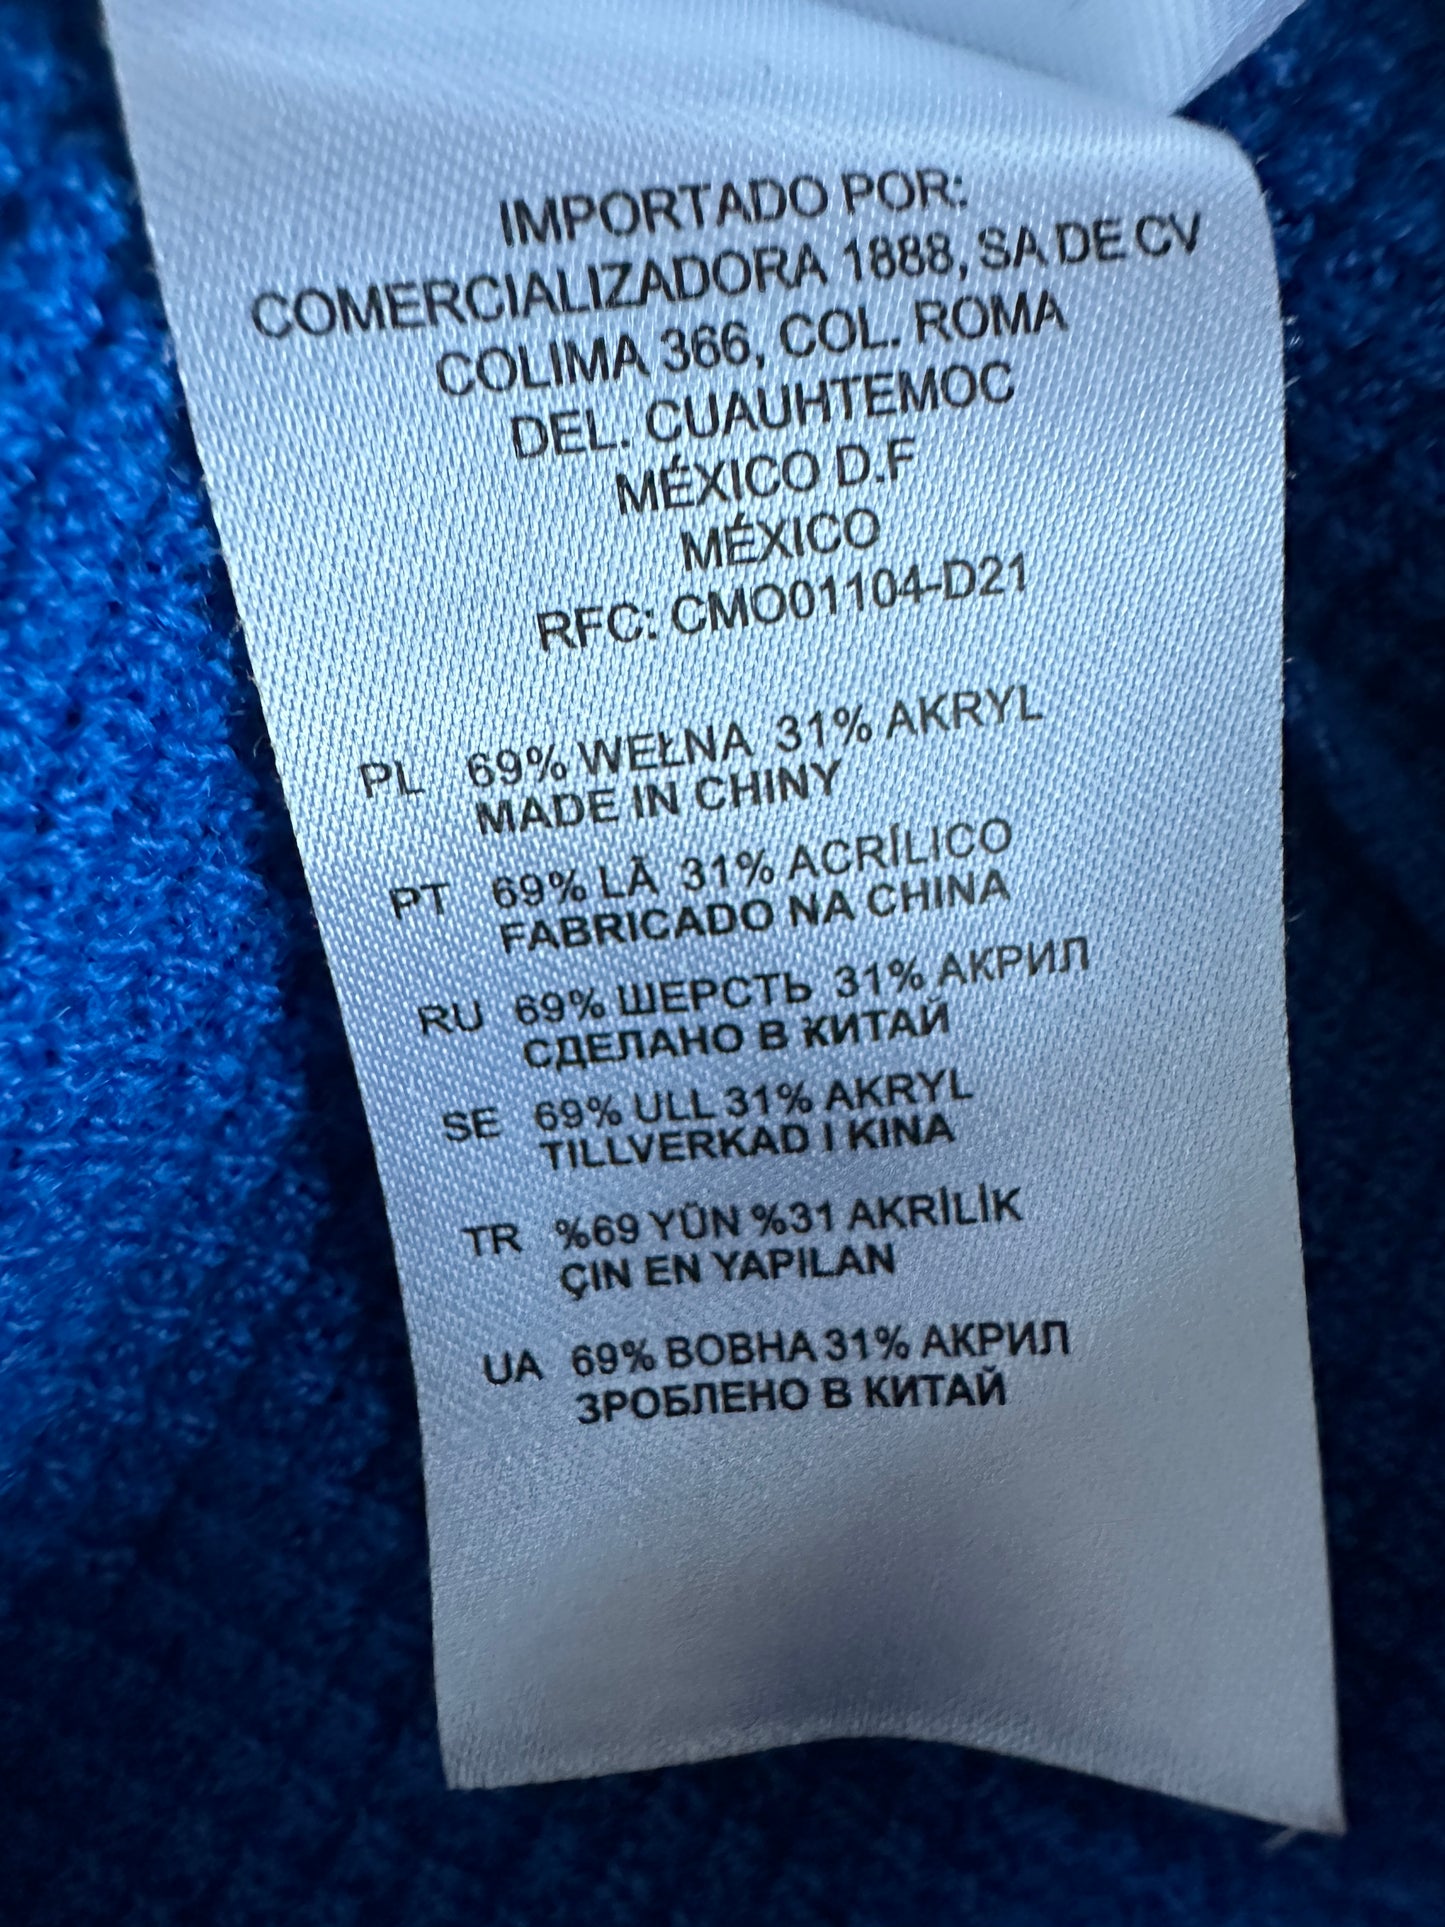 IMPORTADO POR:
COMERCIALIZADORA 1888, SA DE CV
COLIMA 366, COL. ROMA
DEL. CUAUHTEMOC
MÉXICO D.F
MÉXICO
RFC: CMO01104-D21
PL 69% WEŁNA 31% AKRYL
MADE IN CHINY
PT 69% LÃ 31% ACRÍLICO
FABRICADO NA CHINA
RU 69% ШЕРСТЬ 31% АКРИЛ
СДЕЛАНО В КИТАЙ
SE 69% ULL 31% AKRYL
TILLVERKAD I KINA
TR %69 YÜN %31 AKRİLİK
ÇIN EN YAPILAN
UA 69% ВОВНА 31% АКРИЛ
ЗРОБЛЕНО В КИТАЙ